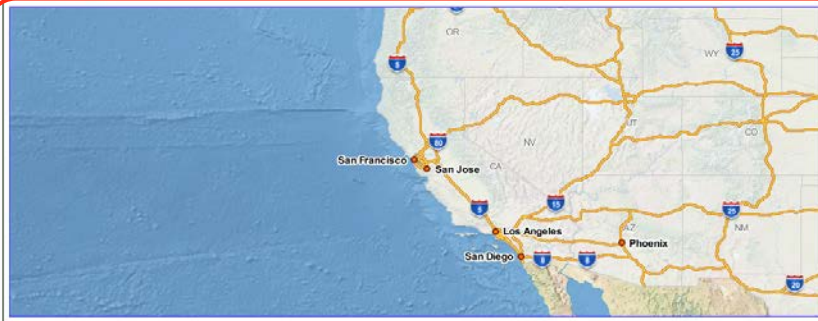 OR
WY
5
25
UT
CO
NV
80
San Francisco
CA
San Jose
15
5
25
Los Angeles
AZ
NM
Phoenix
San Diego
8
8
20